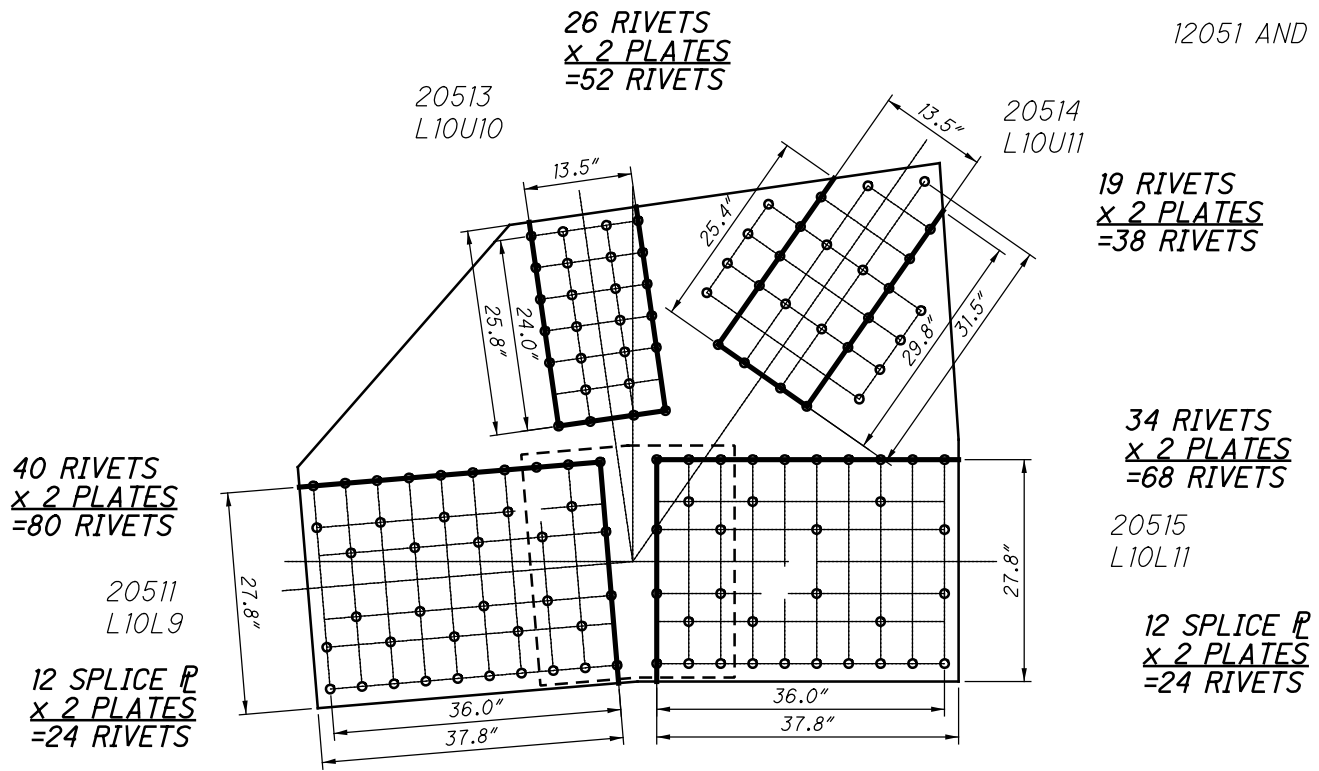 26 RIVETS
x 2 PLATES
=52 RIVETS
12051 AND
20513
L10U10
20514
L10U11
13.5"
13.5"
19 RIVETS
x 2 PLATES
=38 RIVETS
25.4"
25.8"
24.0"
29.8"
31.5"
34 RIVETS
x 2 PLATES
=68 RIVETS
40 RIVETS
x 2 PLATES
=80 RIVETS
20515
L10L11
27.8"
27.8"
20511
L10L9
12 SPLICE PL
x 2 PLATES
=24 RIVETS
12 SPLICE PL
x 2 PLATES
=24 RIVETS
36.0"
37.8"
36.0"
37.8"